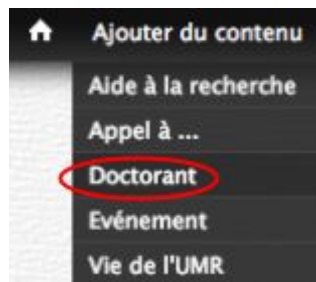 Ajouter du contenu
Aide à la recherche
Appel à ...
Doctorant
Evénement
Vie de l'UMR